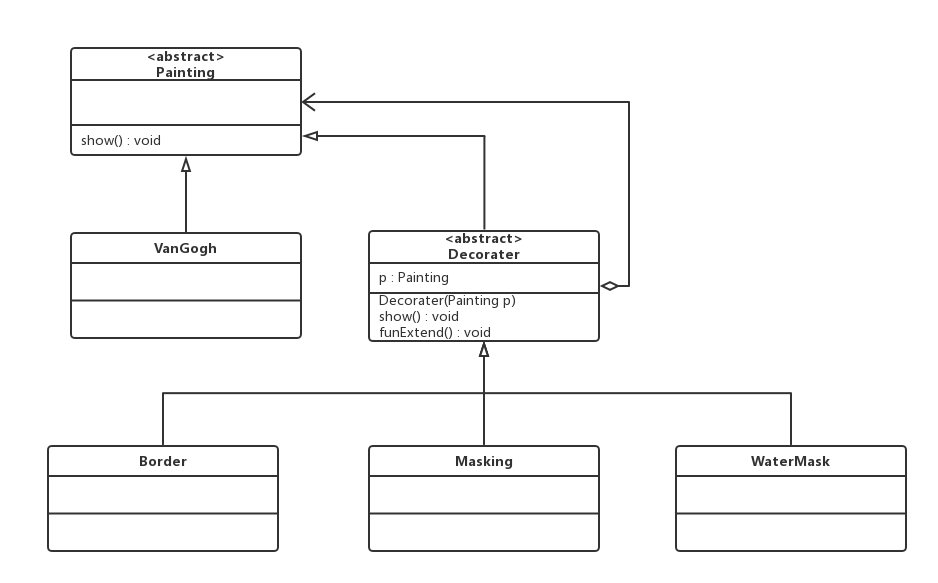 <abstract>
Painting
show() : void
VanGogh
<abstract>
Decorater
p : Painting
Decorater(Painting p)
show() : void
funExtend() : void
Border
Masking
WaterMask